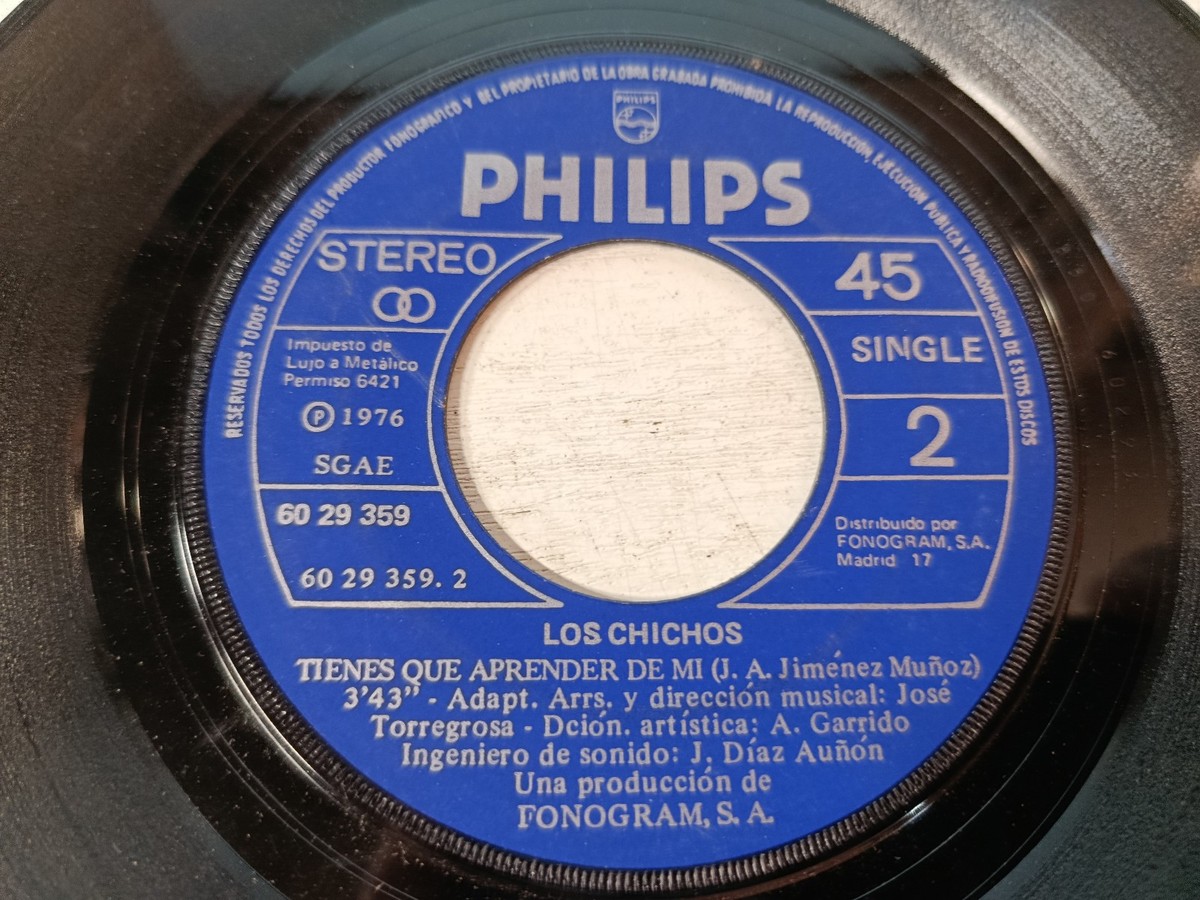 RESERVADOS TODOS LOS DERECHOS DEL PRODUCTOR FONOGRAFICO Y DEL PROPIETARIO DE LA OBRA GRABADA PROHIBIDA LA REPRODUCCION, EJECUCION PUBLICA Y RADIODIFUSION DE ESTOS DISCOS
PHILIPS
PHILIPS
STEREO
Impuesto de
Lujo a Metálico
Permiso 6421
Ⓟ 1976
SGAE
60 29 359
60 29 359. 2
45
SINGLE
2
Distribuido por
FONOGRAM, S.A.
Madrid 17
LOS CHICHOS
TIENES QUE APRENDER DE MI (J. A. Jiménez Muñoz)
3'43" - Adapt. Arrs. y dirección musical: José
Torregrosa - Dción. artística: A. Garrido
Ingeniero de sonido: J. Díaz Auñón
Una producción de
FONOGRAM, S. A.